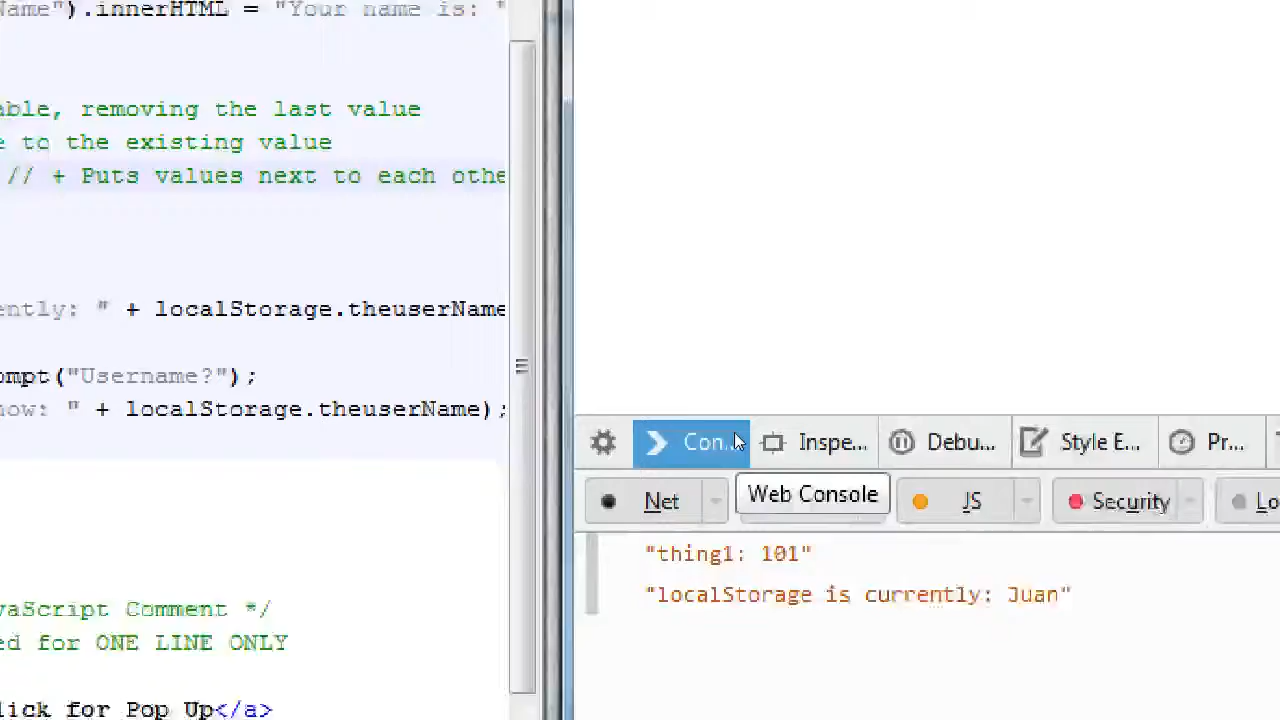 Name").innerHTML = "Your name is: "
able, removing the last value
e to the existing value
// + Puts values next to each othe
ently: " + localStorage.theuserName
ompt("Username?");
now: " + localStorage.theuserName);
vaScript Comment */
ed for ONE LINE ONLY
lick for Pop Up</a>
Con... Inspe... Debu... Style E... Pr...
Net Web Console JS Security Lo
"thing1: 101"
"localStorage is currently: Juan"